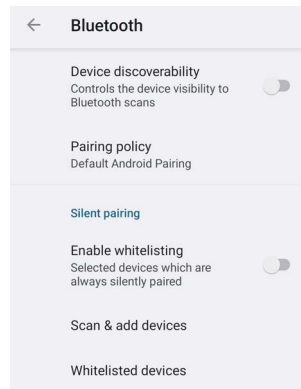 Bluetooth
Device discoverability
Controls the device visibility to
Bluetooth scans
Pairing policy
Default Android Pairing
Silent pairing
Enable whitelisting
Selected devices which are
always silently paired
Scan & add devices
Whitelisted devices